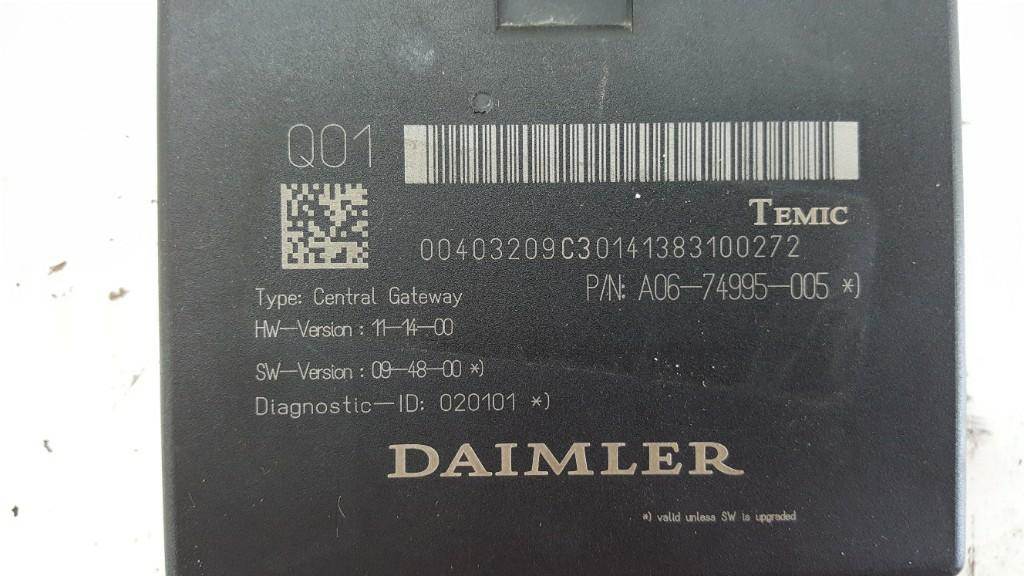 Q01
TEMIC
00403209C30141383100272
P/N: A06-74995-005 *)
Type: Central Gateway
HW-Version : 11-14-00
SW-Version : 09-48-00 *)
Diagnostic-ID: 020101 *)
DAIMLER
*) valid unless SW is upgraded